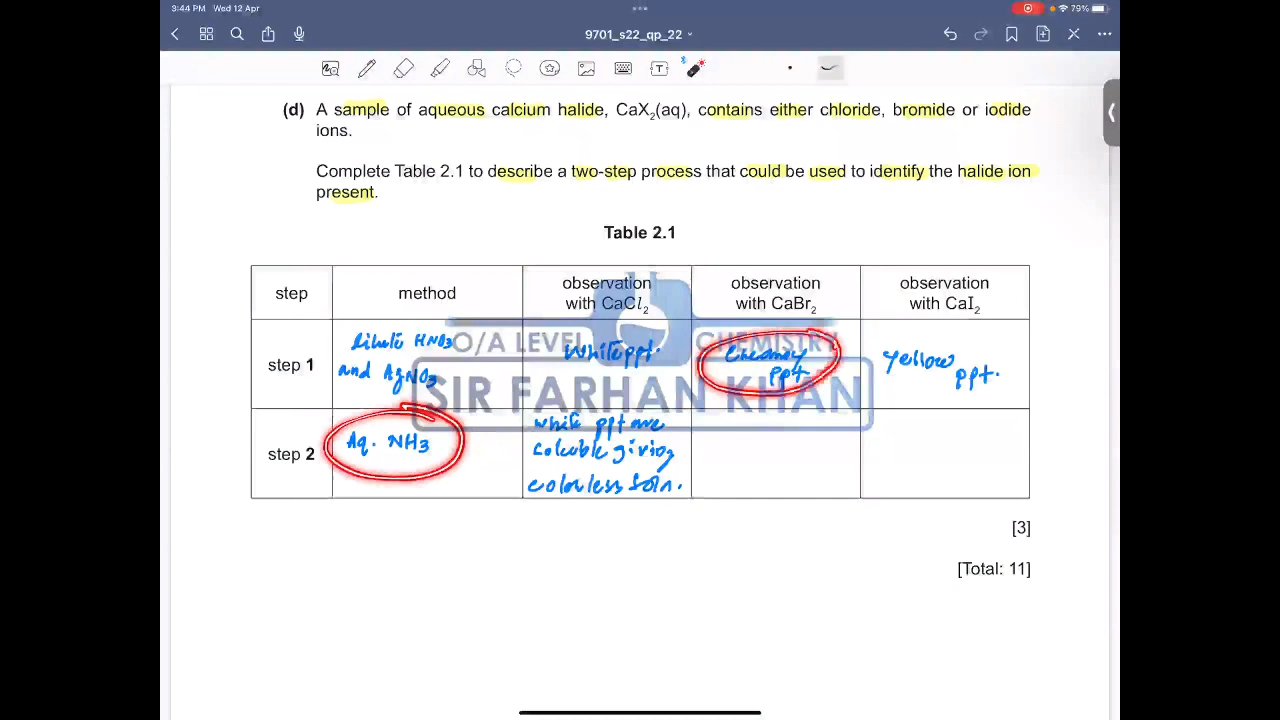 3:44 PM Wed 12 Apr
79%
9701_s22_qp_22
(d) A sample of aqueous calcium halide, CaX₂(aq), contains either chloride, bromide or iodide
ions.
Complete Table 2.1 to describe a two-step process that could be used to identify the halide ion
present.
Table 2.1
step method observation with CaCl₂ observation with CaBr₂ observation with CaI₂
O/A LEVEL CHEMISTRY
SIR FARHAN KHAN
step 1 dilute HNO₃ and AgNO₃ white ppt. Creamy ppt yellow ppt.
step 2 Aq. NH₃ white ppt are soluble giving colourless soln.
[3]
[Total: 11]